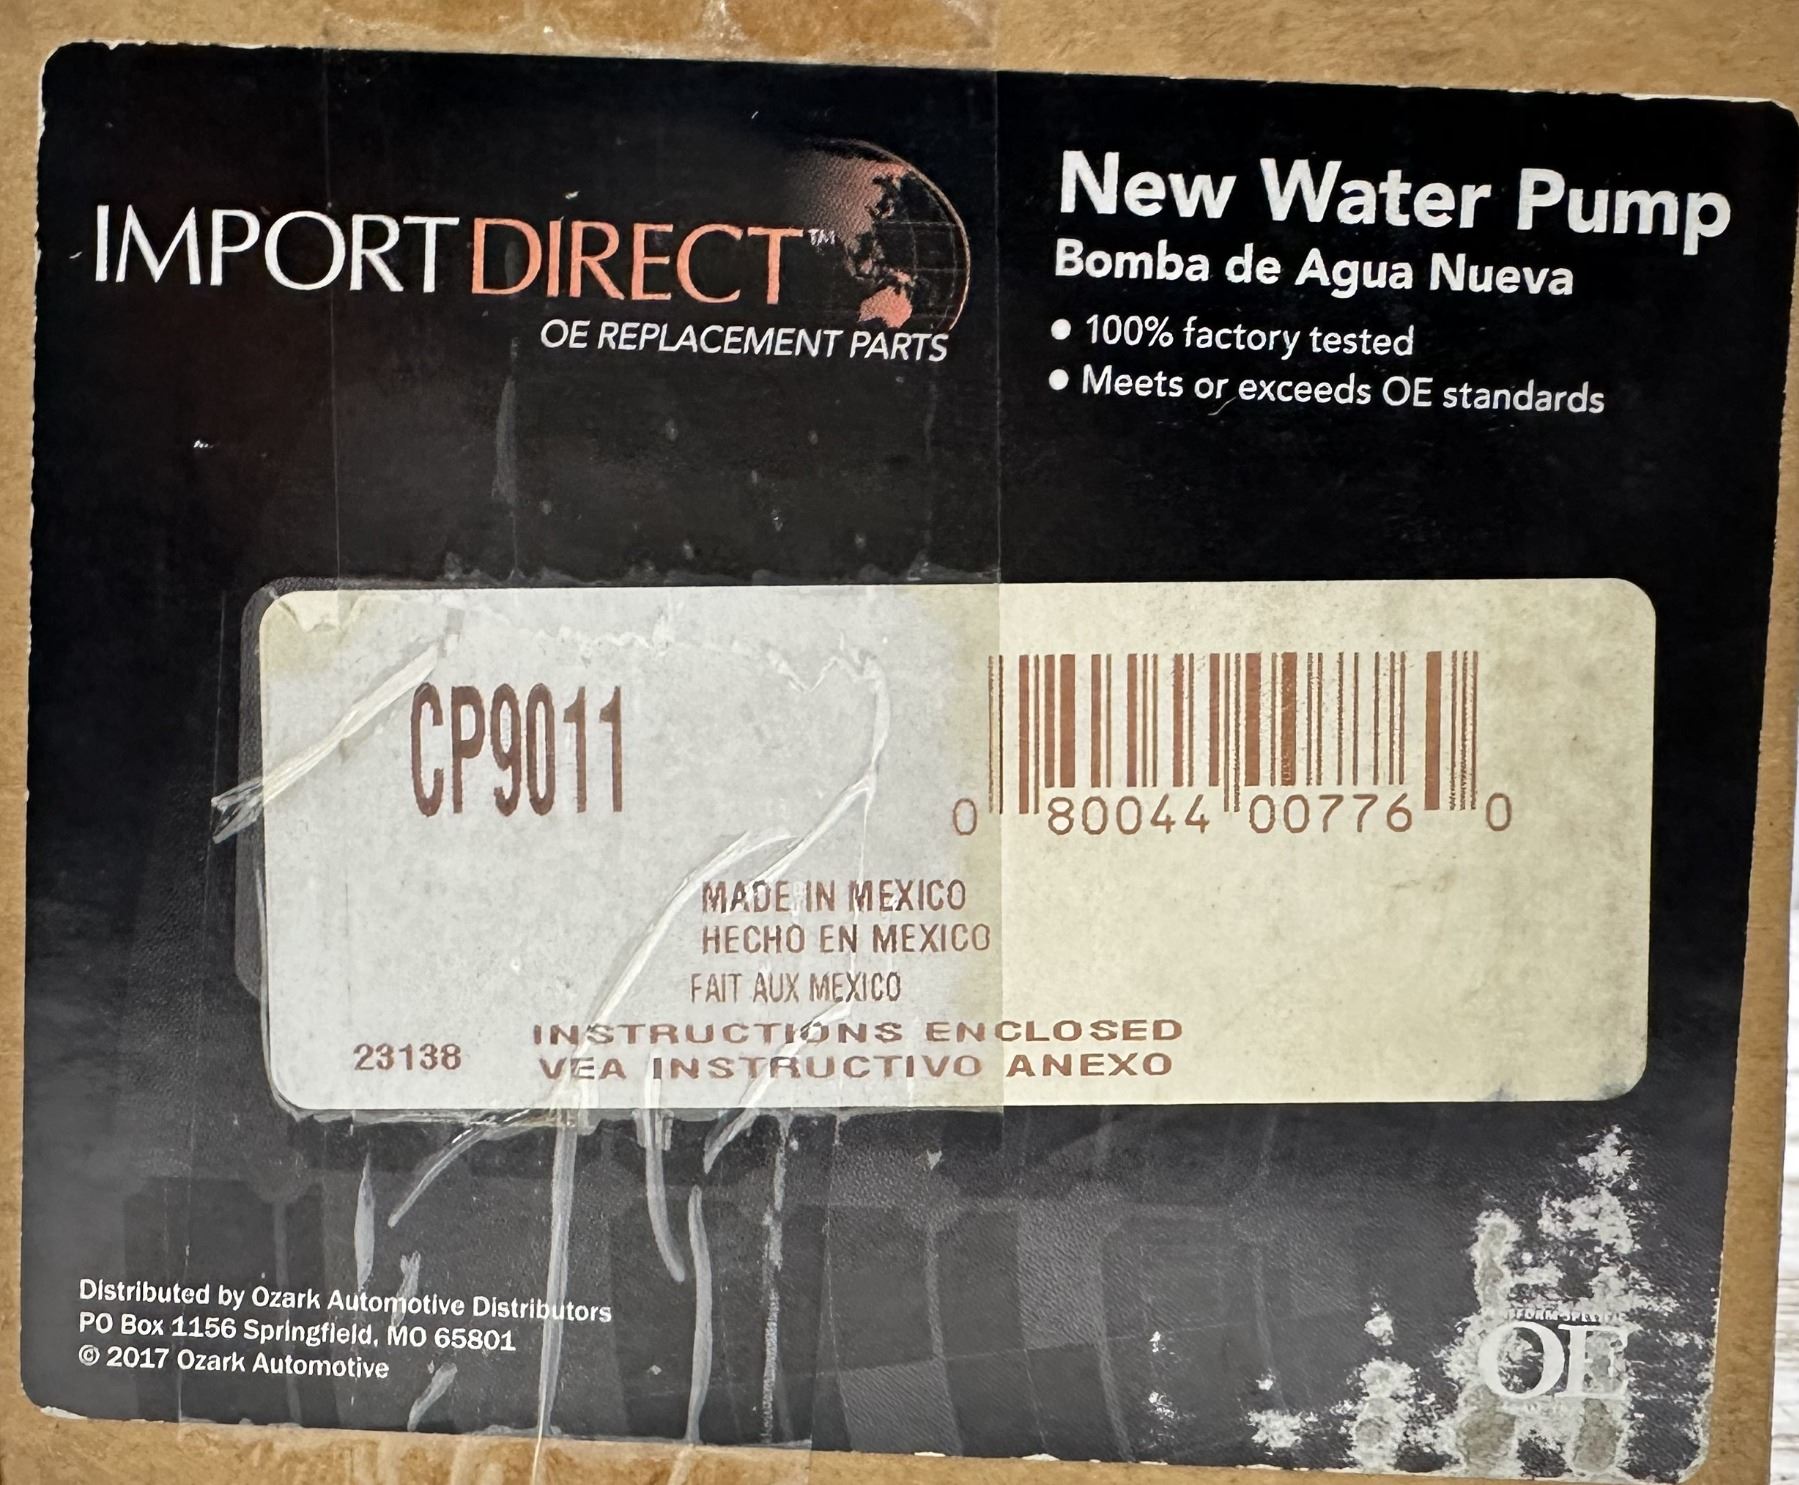 IMPORT DIRECT™
OE REPLACEMENT PARTS
New Water Pump
Bomba de Agua Nueva
• 100% factory tested
• Meets or exceeds OE standards
CP9011
0 80044 00776 0
MADE IN MEXICO
HECHO EN MEXICO
FAIT AUX MEXICO
INSTRUCTIONS ENCLOSED
23138
VEA INSTRUCTIVO ANEXO
Distributed by Ozark Automotive Distributors
PO Box 1156 Springfield, MO 65801
© 2017 Ozark Automotive
OE